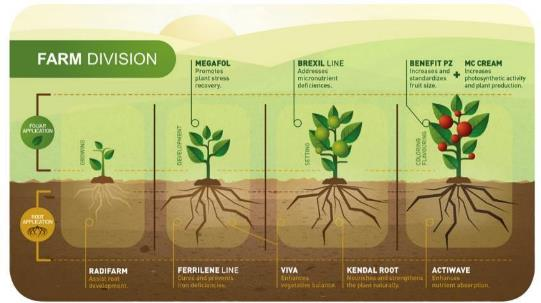 FARM DIVISION
MEGAFOL
Promotes
plant stress
recovery.
BREXIL LINE
Addresses
micronutrient
deficiencies.
BENEFIT PZ
Increases and
standardizes
fruit size.
+
MC CREAM
Increases
photosynthetic activity
and plant production.
FOLIAR
APPLICATION
GROWING
DEVELOPMENT
SETTING
COLORING
FLAVOURING
ROOT
APPLICATION
RADIFARM
Assist root
development.
FERRILENE LINE
Cures and prevents
iron deficiencies.
VIVA
Enhances
vegetative balance.
KENDAL ROOT
Nourishes and strengthens
the plant naturally.
ACTIWAVE
Enhances
nutrient absorption.